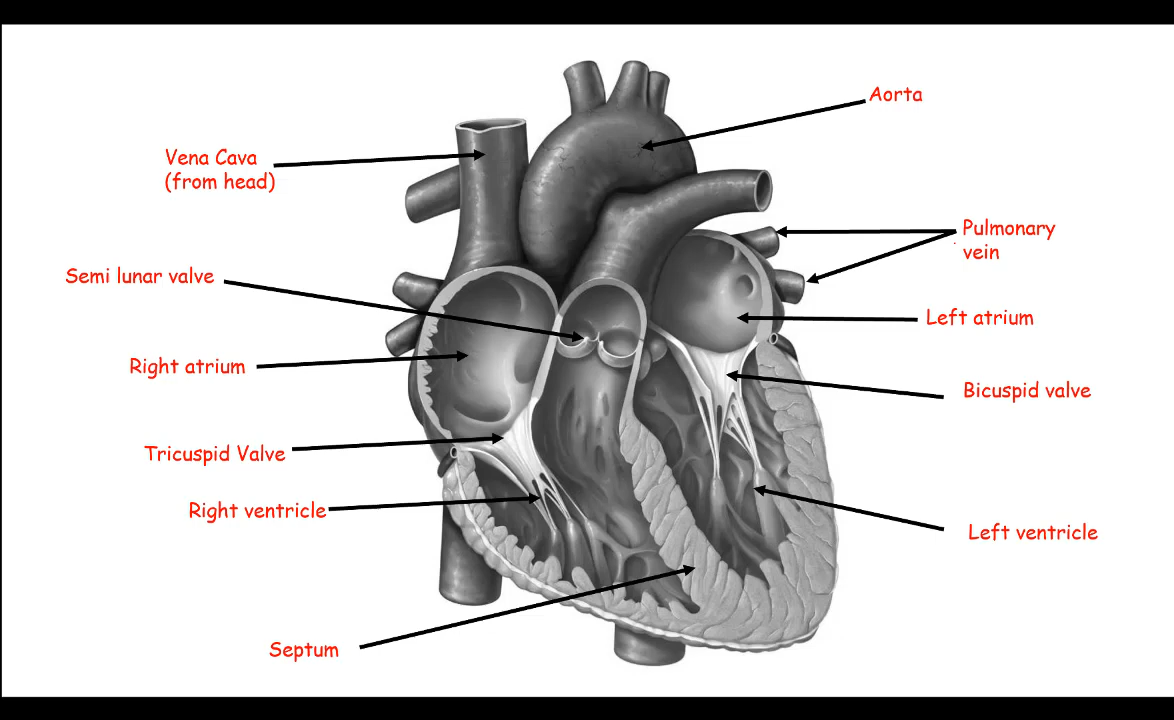 Aorta
Vena Cava
(from head)
Pulmonary
vein
Semi lunar valve
Left atrium
Right atrium
Bicuspid valve
Tricuspid Valve
Right ventricle
Left ventricle
Septum